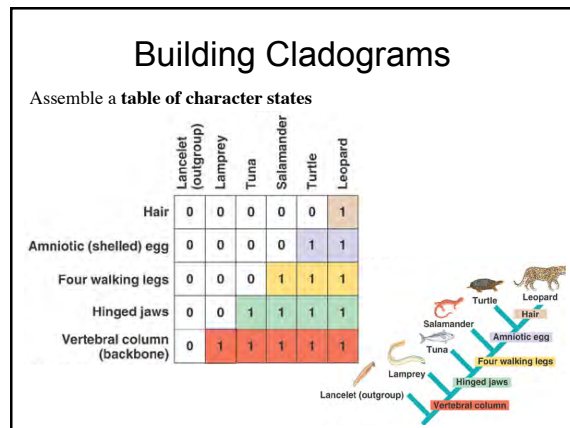 Building Cladograms
Assemble a table of character states
Lancelet
(outgroup)
Lamprey
Tuna
Salamander
Turtle
Leopard
Hair 0 0 0 0 0 1
Amniotic (shelled) egg 0 0 0 0 1 1
Four walking legs 0 0 0 1 1 1
Hinged jaws 0 0 1 1 1 1
Vertebral column
(backbone) 0 1 1 1 1 1
Leopard
Turtle
Hair
Salamander
Amniotic egg
Tuna
Four walking legs
Lamprey
Hinged jaws
Lancelet (outgroup)
Vertebral column